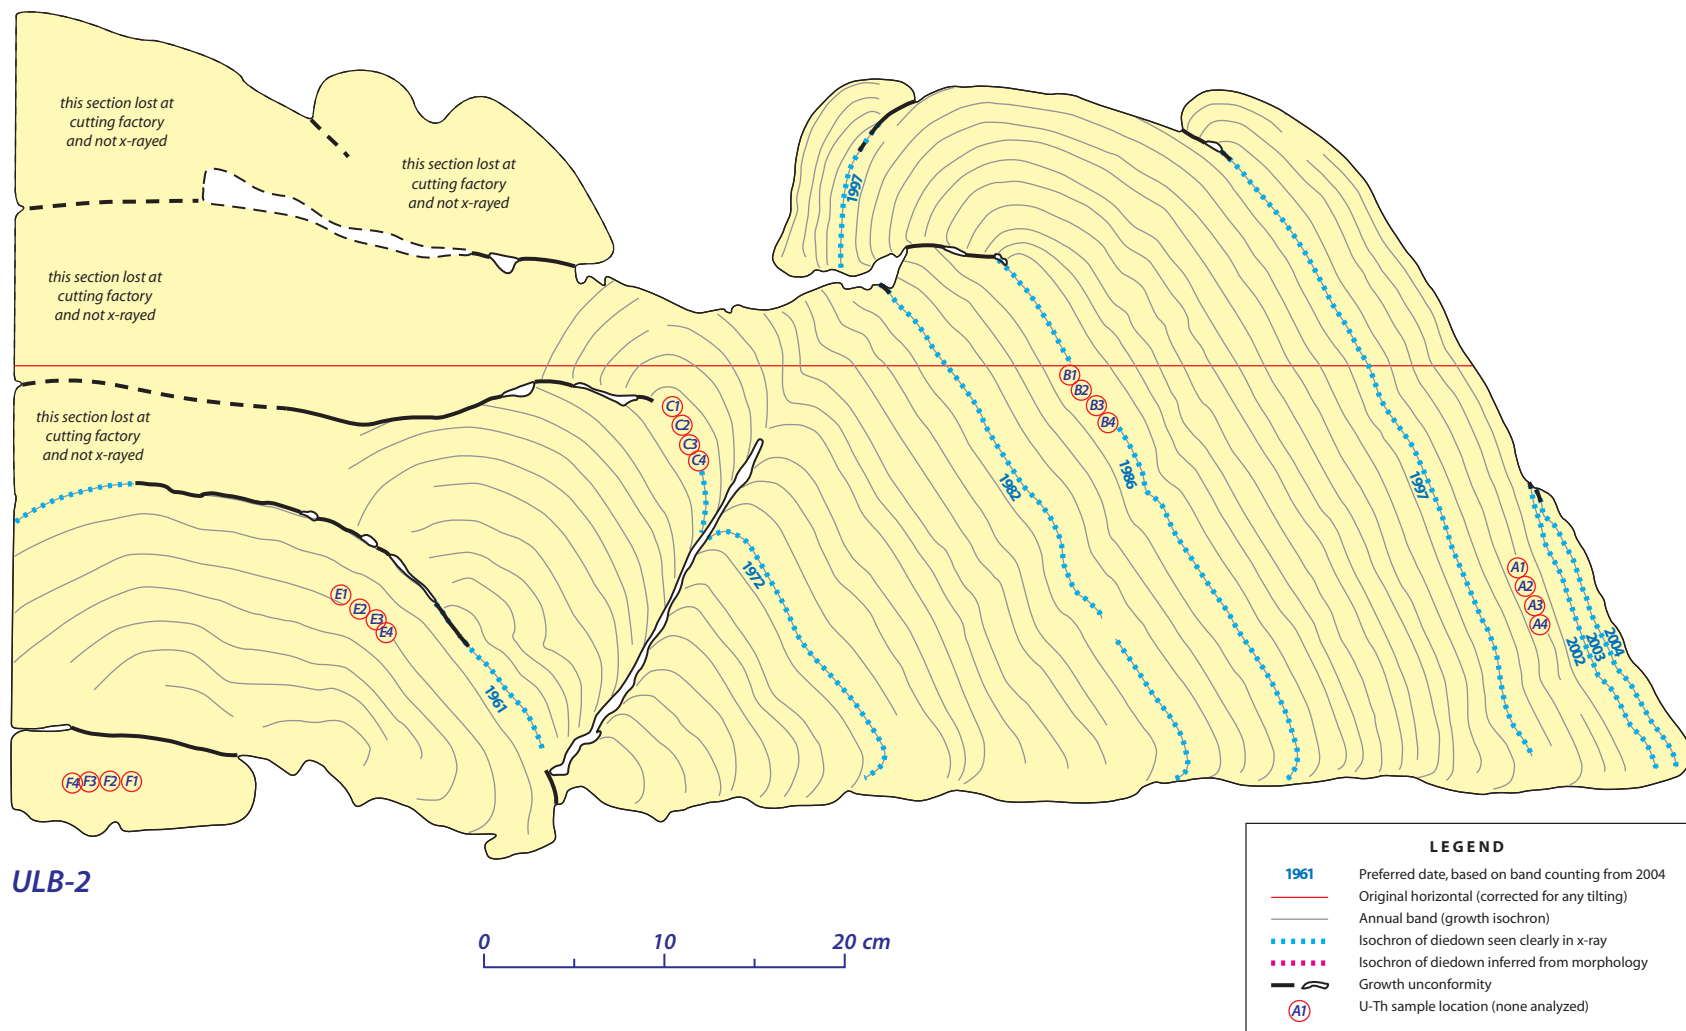 this section lost at
cutting factory
and not x-rayed
this section lost at
cutting factory
and not x-rayed
1997
this section lost at
cutting factory
and not x-rayed
this section lost at
cutting factory
and not x-rayed
B1
B2
B3
B4
C1
C2
C3
C4
1982
1986
1997
1972
A1
A2
A3
A4
E1
E2
E3
E4
2002
2003
2004
1961
F4 F3 F2 F1
ULB-2
0 10 20 cm
LEGEND
1961 Preferred date, based on band counting from 2004
Original horizontal (corrected for any tilting)
Annual band (growth isochron)
Isochron of diedown seen clearly in x-ray
Isochron of diedown inferred from morphology
Growth unconformity
A1 U-Th sample location (none analyzed)